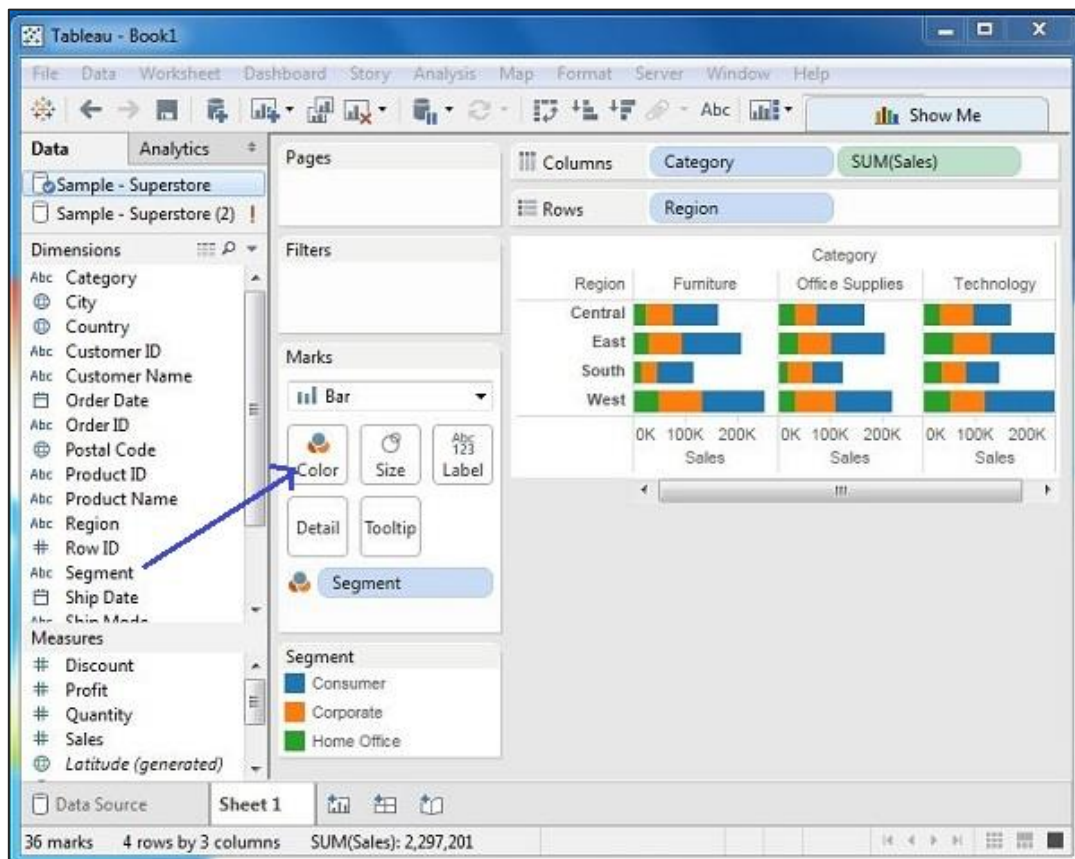 Tableau - Book1
File Data Worksheet Dashboard Story Analysis Map Format Server Window Help
Abc Show Me
Data Analytics
Sample - Superstore
Sample - Superstore (2) !
Dimensions
Abc Category
City
Country
Abc Customer ID
Abc Customer Name
Order Date
Abc Order ID
Postal Code
Abc Product ID
Abc Product Name
Abc Region
# Row ID
Abc Segment
Ship Date
Abc Ship Mode
Measures
# Discount
# Profit
# Quantity
# Sales
Latitude (generated)
Pages
Filters
Marks
Bar
Color Size Abc 123 Label
Detail Tooltip
Segment
Segment
Consumer
Corporate
Home Office
Columns Category SUM(Sales)
Rows Region
Category
Region Furniture Office Supplies Technology
Central
East
South
West
0K 100K 200K 0K 100K 200K 0K 100K 200K
Sales Sales Sales
Data Source Sheet 1
36 marks 4 rows by 3 columns SUM(Sales): 2,297,201